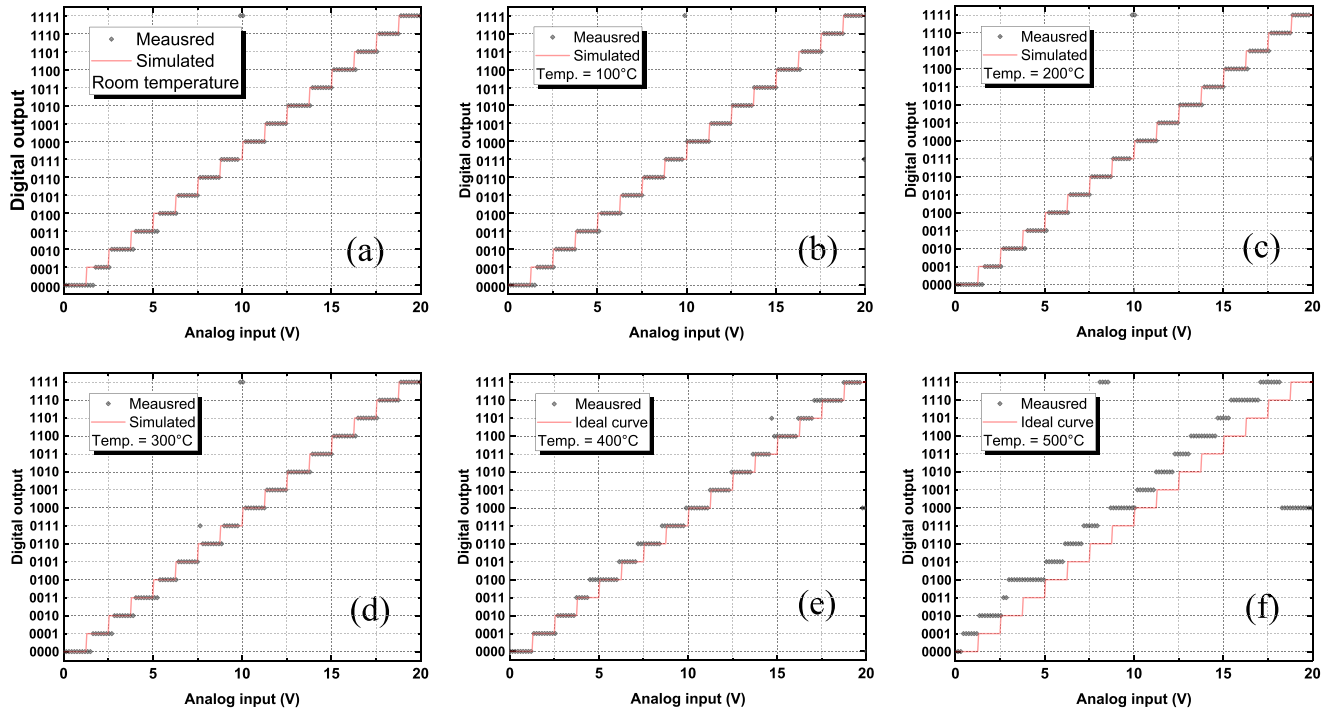 Digital output
1111
1110
1101
1100
1011
1010
1001
1000
0111
0110
0101
0100
0011
0010
0001
0000
Meausred
Simulated
Room temperature
(a)
0 5 10 15 20
Analog input (V)
Digital output
1111
1110
1101
1100
1011
1010
1001
1000
0111
0110
0101
0100
0011
0010
0001
0000
Meausred
Simulated
Temp. = 100°C
(b)
0 5 10 15 20
Analog input (V)
Digital output
1111
1110
1101
1100
1011
1010
1001
1000
0111
0110
0101
0100
0011
0010
0001
0000
Meausred
Simulated
Temp. = 200°C
(c)
0 5 10 15 20
Analog input (V)
Digital output
1111
1110
1101
1100
1011
1010
1001
1000
0111
0110
0101
0100
0011
0010
0001
0000
Meausred
Simulated
Temp. = 300°C
(d)
0 5 10 15 20
Analog input (V)
Digital output
1111
1110
1101
1100
1011
1010
1001
1000
0111
0110
0101
0100
0011
0010
0001
0000
Meausred
Ideal curve
Temp. = 400°C
(e)
0 5 10 15 20
Analog input (V)
Digital output
1111
1110
1101
1100
1011
1010
1001
1000
0111
0110
0101
0100
0011
0010
0001
0000
Meausred
Ideal curve
Temp. = 500°C
(f)
0 5 10 15 20
Analog input (V)